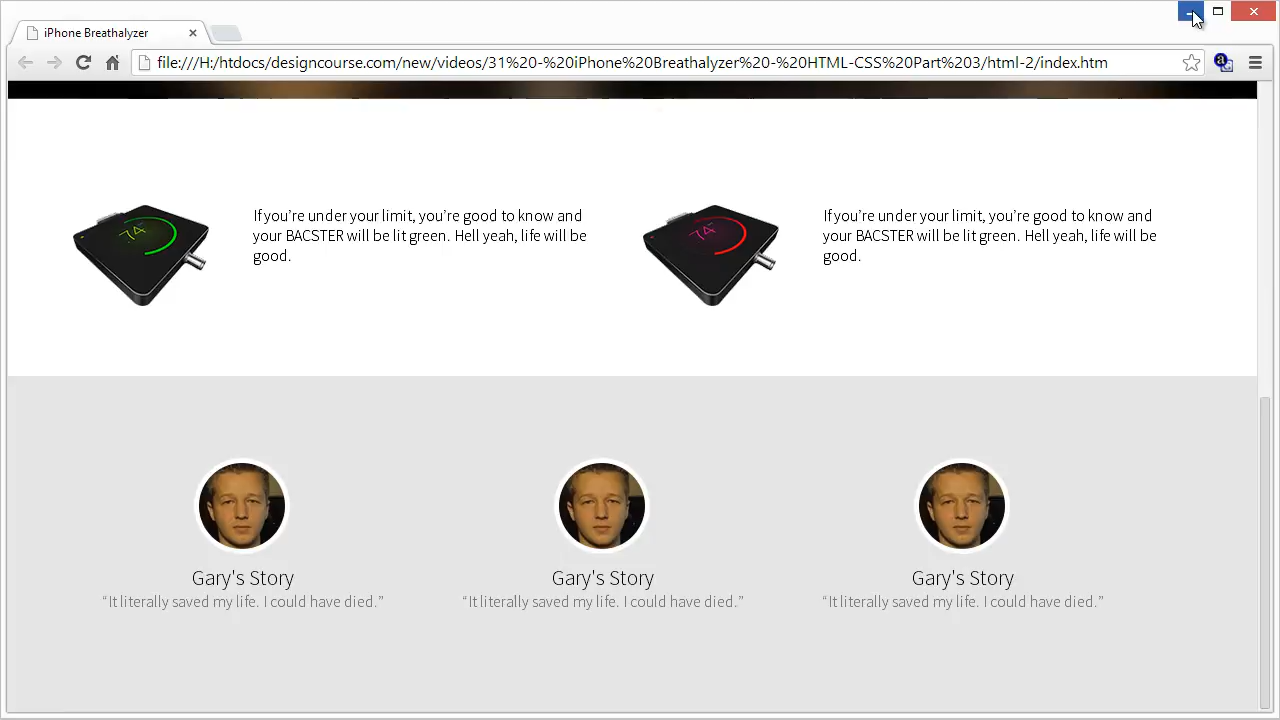 iPhone Breathalyzer
file:///H:/htdocs/designcourse.com/new/videos/31%20-%20iPhone%20Breathalyzer%20-%20HTML-CSS%20Part%203/html-2/index.htm
If you’re under your limit, you’re good to know and
your BACSTER will be lit green. Hell yeah, life will be
good.
If you’re under your limit, you’re good to know and
your BACSTER will be lit green. Hell yeah, life will be
good.
.74
74
Gary's Story
“It literally saved my life. I could have died.”
Gary's Story
“It literally saved my life. I could have died.”
Gary's Story
“It literally saved my life. I could have died.”